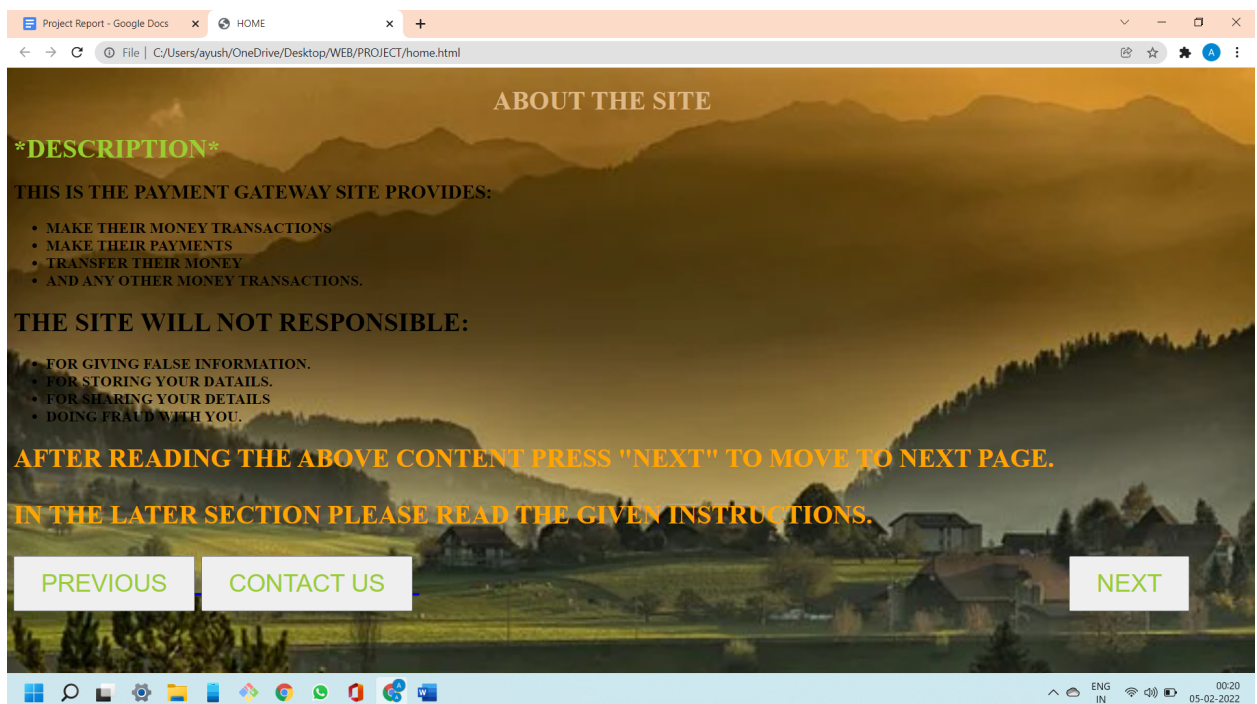 Project Report - Google Docs
HOME
File | C:/Users/ayush/OneDrive/Desktop/WEB/PROJECT/home.html
A
ABOUT THE SITE
*DESCRIPTION*
THIS IS THE PAYMENT GATEWAY SITE PROVIDES:
• MAKE THEIR MONEY TRANSACTIONS
• MAKE THEIR PAYMENTS
• TRANSFER THEIR MONEY
• AND ANY OTHER MONEY TRANSACTIONS.
THE SITE WILL NOT RESPONSIBLE:
• FOR GIVING FALSE INFORMATION.
• FOR STORING YOUR DATAILS.
• FOR SHARING YOUR DETAILS
• DOING FRAUD WITH YOU.
AFTER READING THE ABOVE CONTENT PRESS "NEXT" TO MOVE TO NEXT PAGE.
IN THE LATER SECTION PLEASE READ THE GIVEN INSTRUCTIONS.
PREVIOUS CONTACT US NEXT
ENG 00:20
IN 05-02-2022